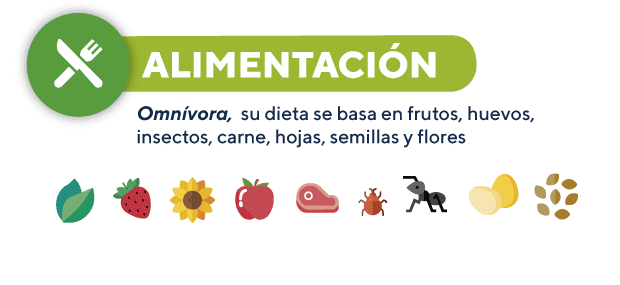 ALIMENTACIÓN
Omnívora, su dieta se basa en frutos, huevos,
insectos, carne, hojas, semillas y flores